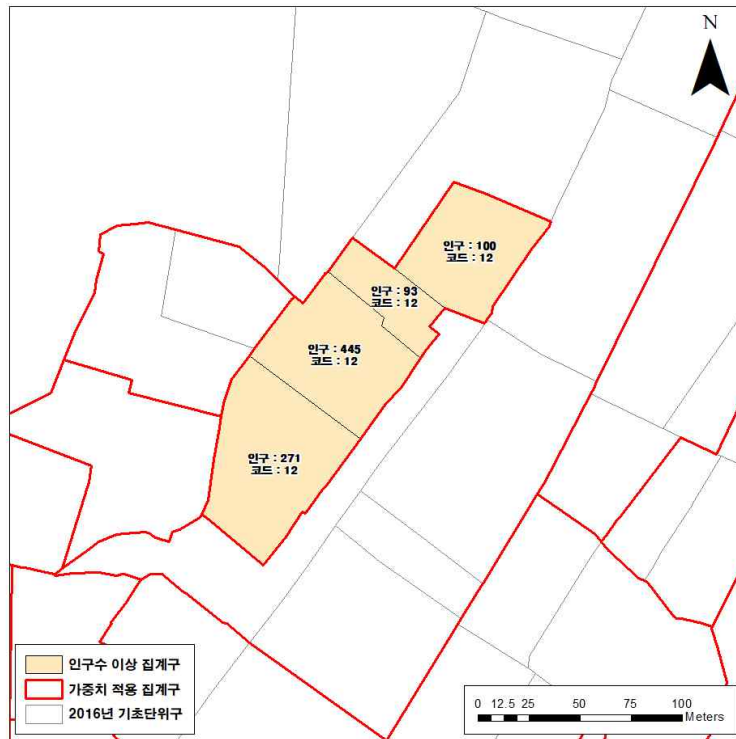 N
인구 : 100
코드 : 12
인구 : 93
코드 : 12
인구 : 445
코드 : 12
인구 : 271
코드 : 12
인구수 이상 집계구
가중치 적용 집계구
2016년 기초단위구
0 12.5 25 50 75 100
Meters